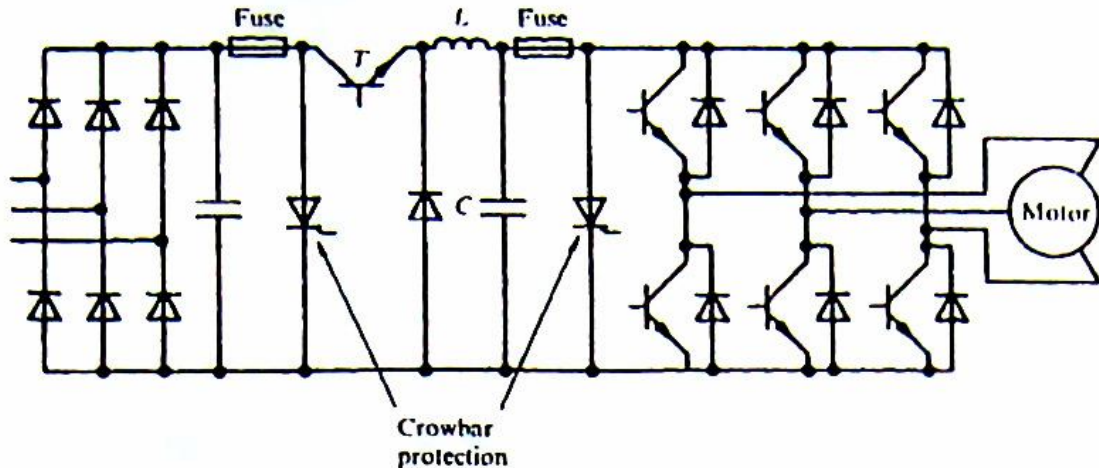 Fuse
L
Fuse
T
C
Motor
Crowbar
protection